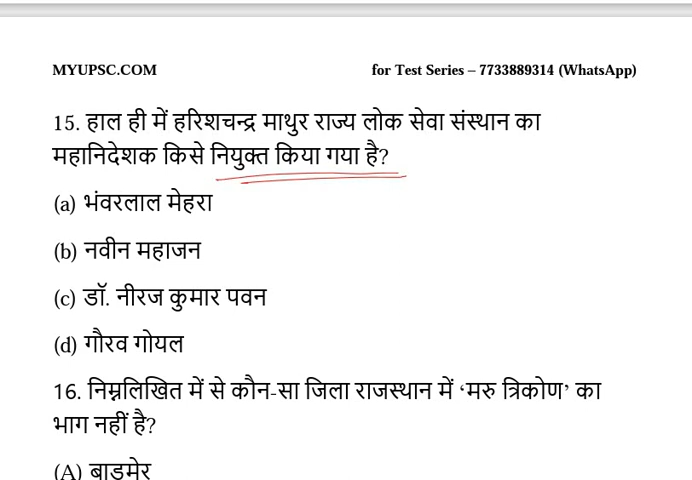 MYUPSC.COM for Test Series – 7733889314 (WhatsApp)
15. हाल ही में हरिशचन्द्र माथुर राज्य लोक सेवा संस्थान का
महानिदेशक किसे नियुक्त किया गया है?
(a) भंवरलाल मेहरा
(b) नवीन महाजन
(c) डॉ. नीरज कुमार पवन
(d) गौरव गोयल
16. निम्नलिखित में से कौन-सा जिला राजस्थान में ‘मरु त्रिकोण’ का
भाग नहीं है?
(A) बाड़मेर